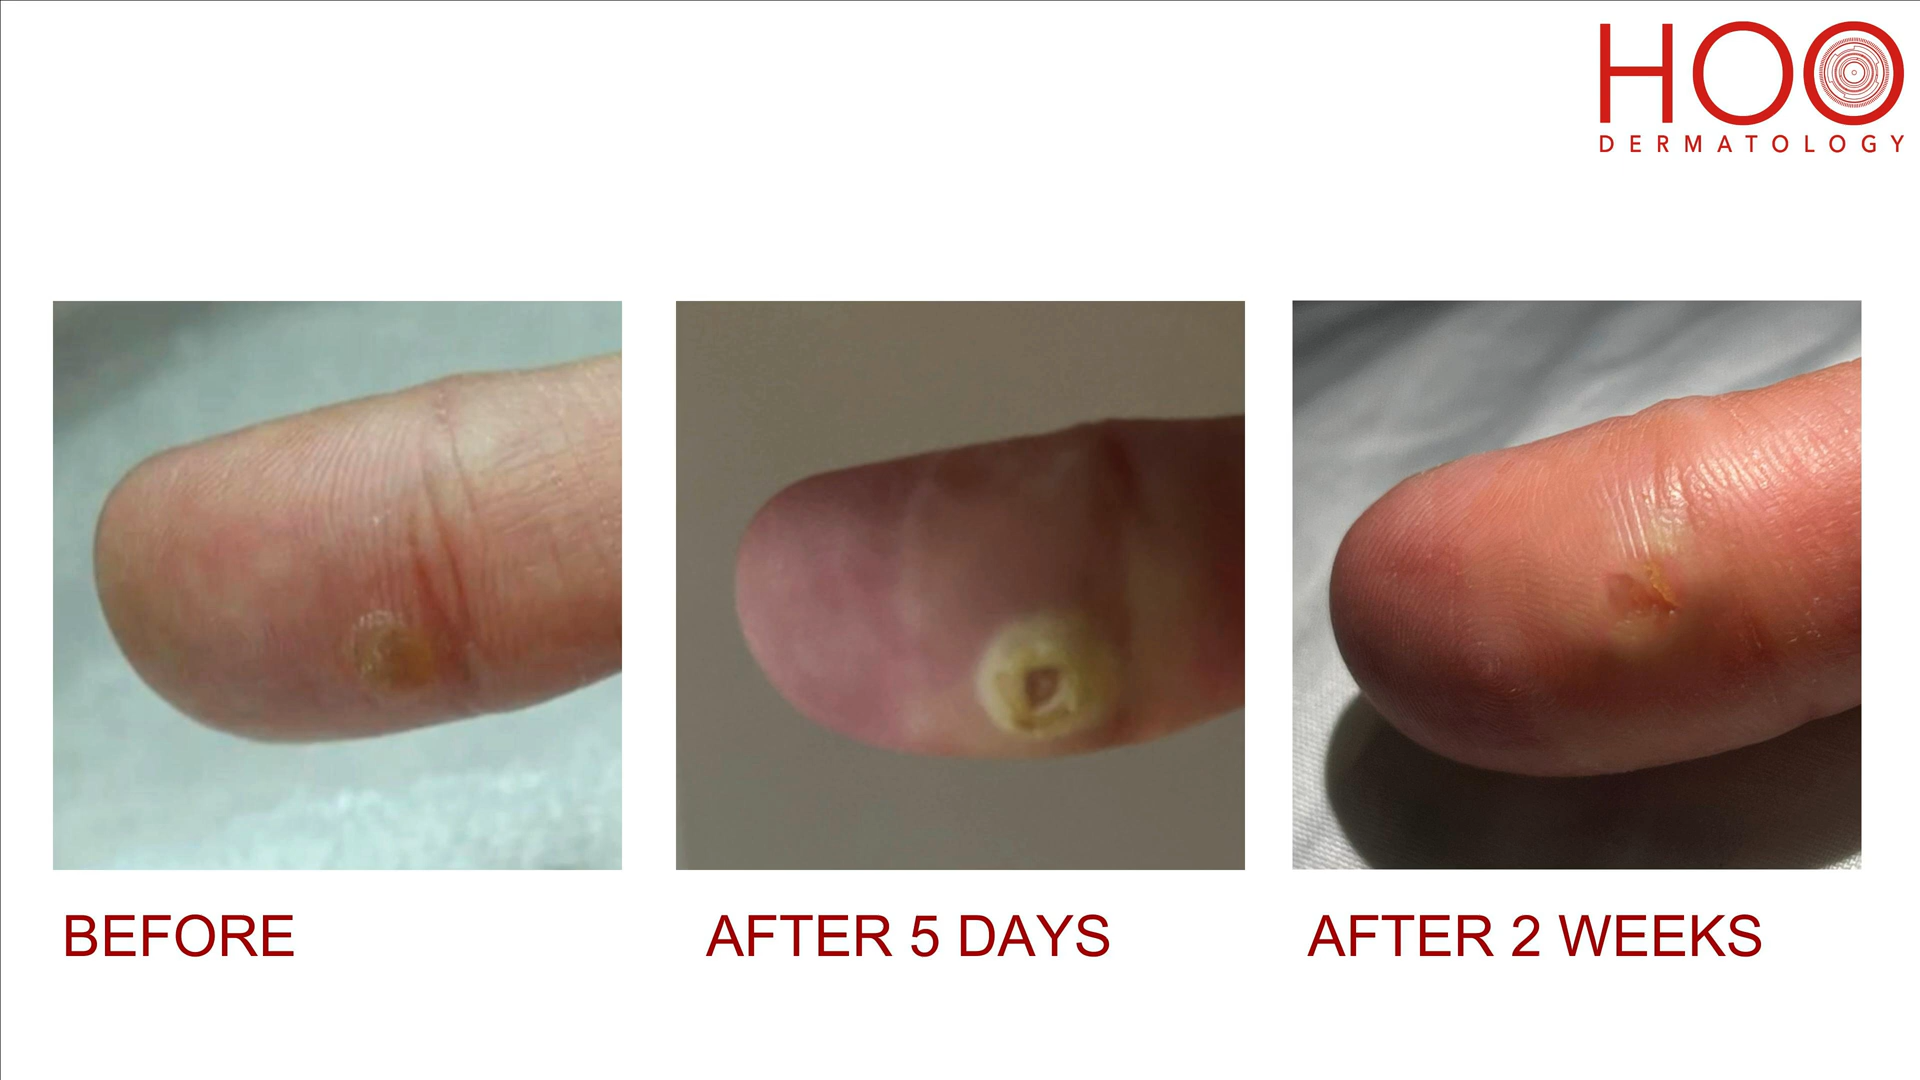 HOO
DERMATOLOGY
BEFORE
AFTER 5 DAYS
AFTER 2 WEEKS